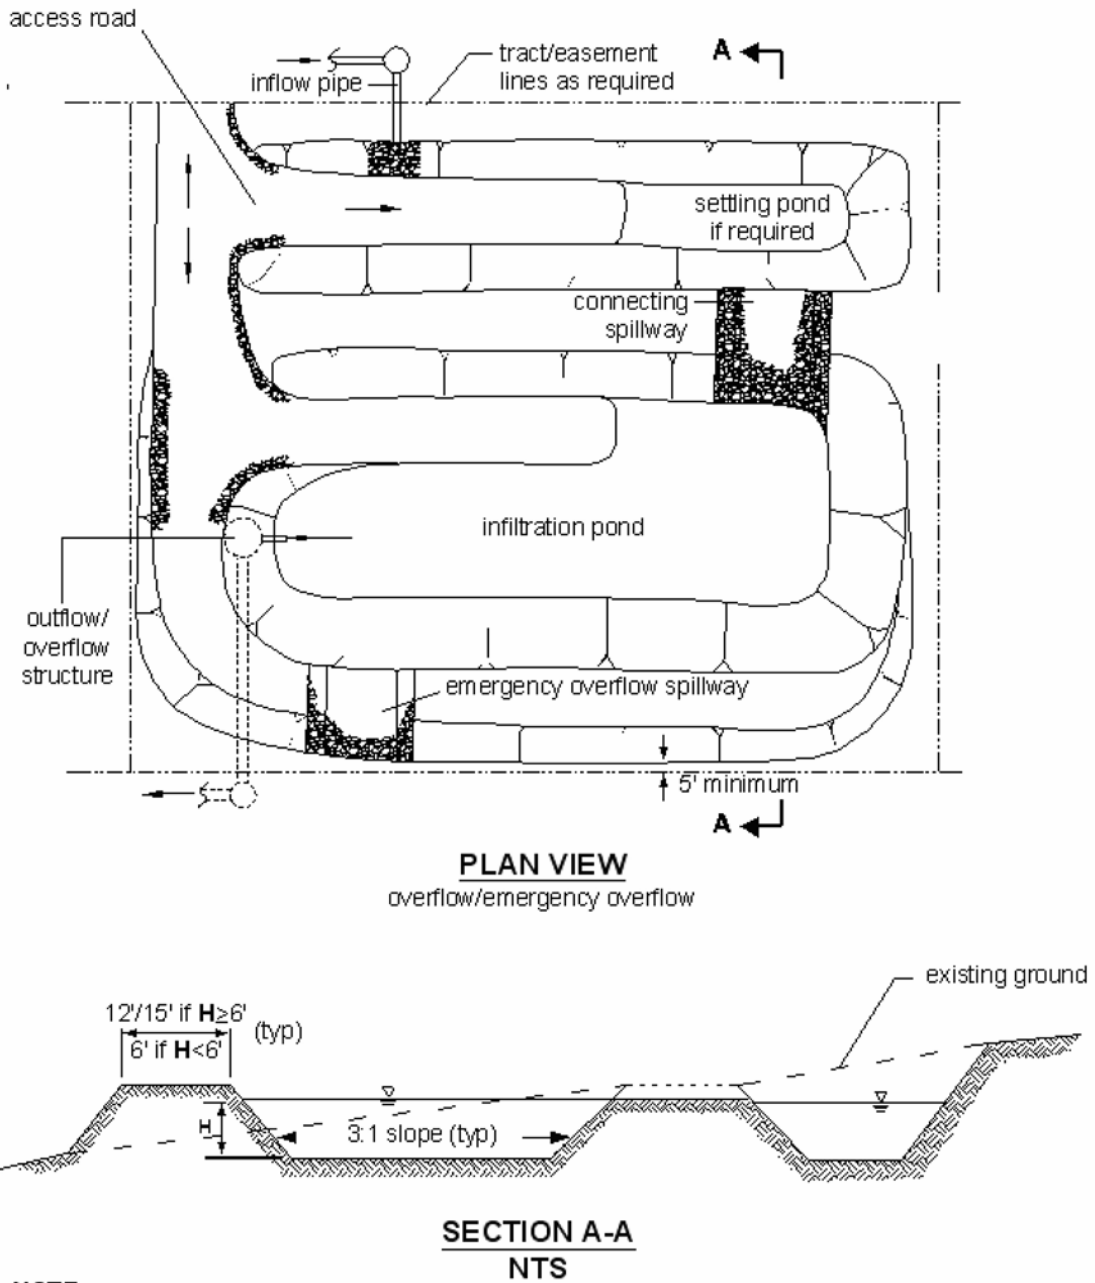 access road
A
tract/easement
lines as required
inflow pipe
settling pond
if required
connecting
spillway
infiltration pond
outflow/
overflow
structure
emergency overflow spillway
5' minimum
A
PLAN VIEW
overflow/emergency overflow
existing ground
12'/15' if H≥6'
(typ)
6' if H<6'
H
3:1 slope (typ)
SECTION A-A
NTS